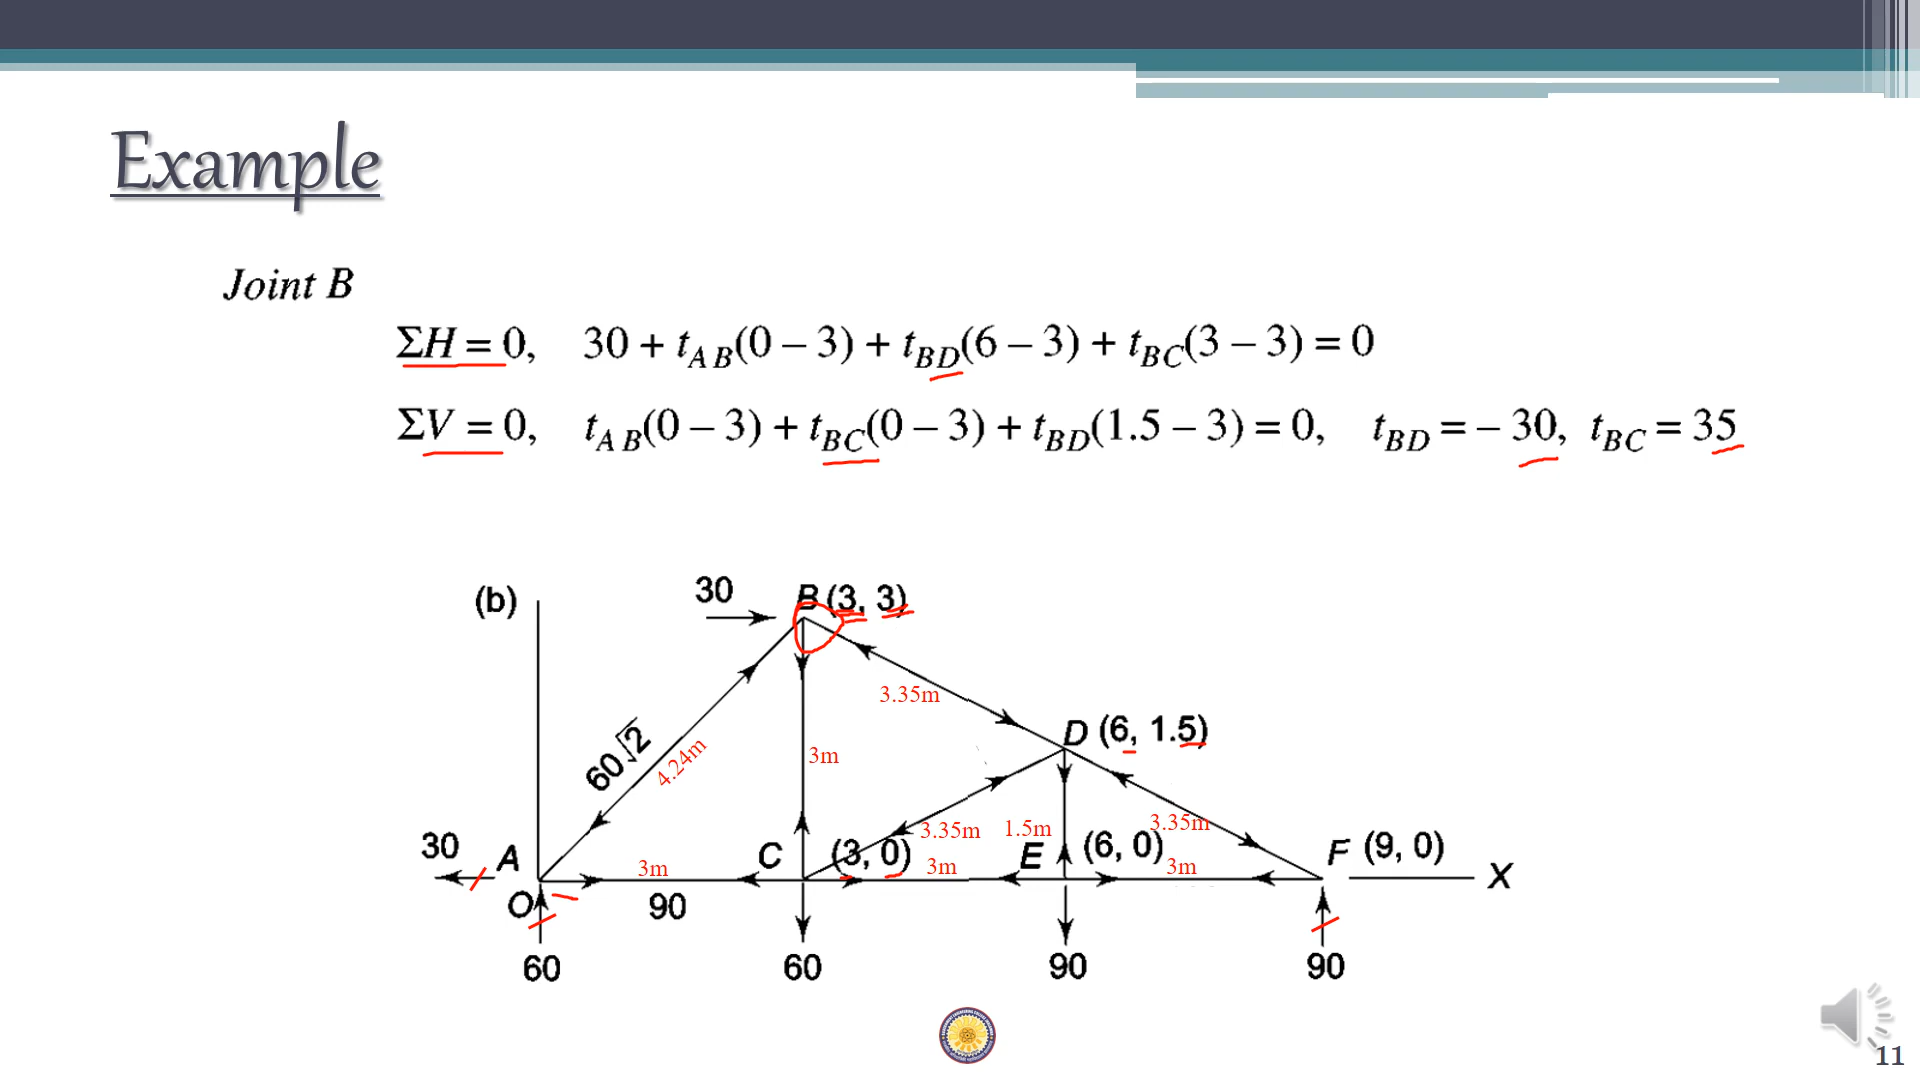 Example
Joint B
ΣH = 0, 30 + t_AB(0 – 3) + t_BD(6 – 3) + t_BC(3 – 3) = 0
ΣV = 0, t_AB(0 – 3) + t_BC(0 – 3) + t_BD(1.5 – 3) = 0, t_BD = – 30, t_BC = 35
(b) 30 B (3, 3)
3.35m
D (6, 1.5)
60√2 4.24m 3m
30 A 3m C (3, 0) 3.35m 3m 1.5m E (6, 0) 3.35m 3m F (9, 0) X
O 90
60 60 90 90
11